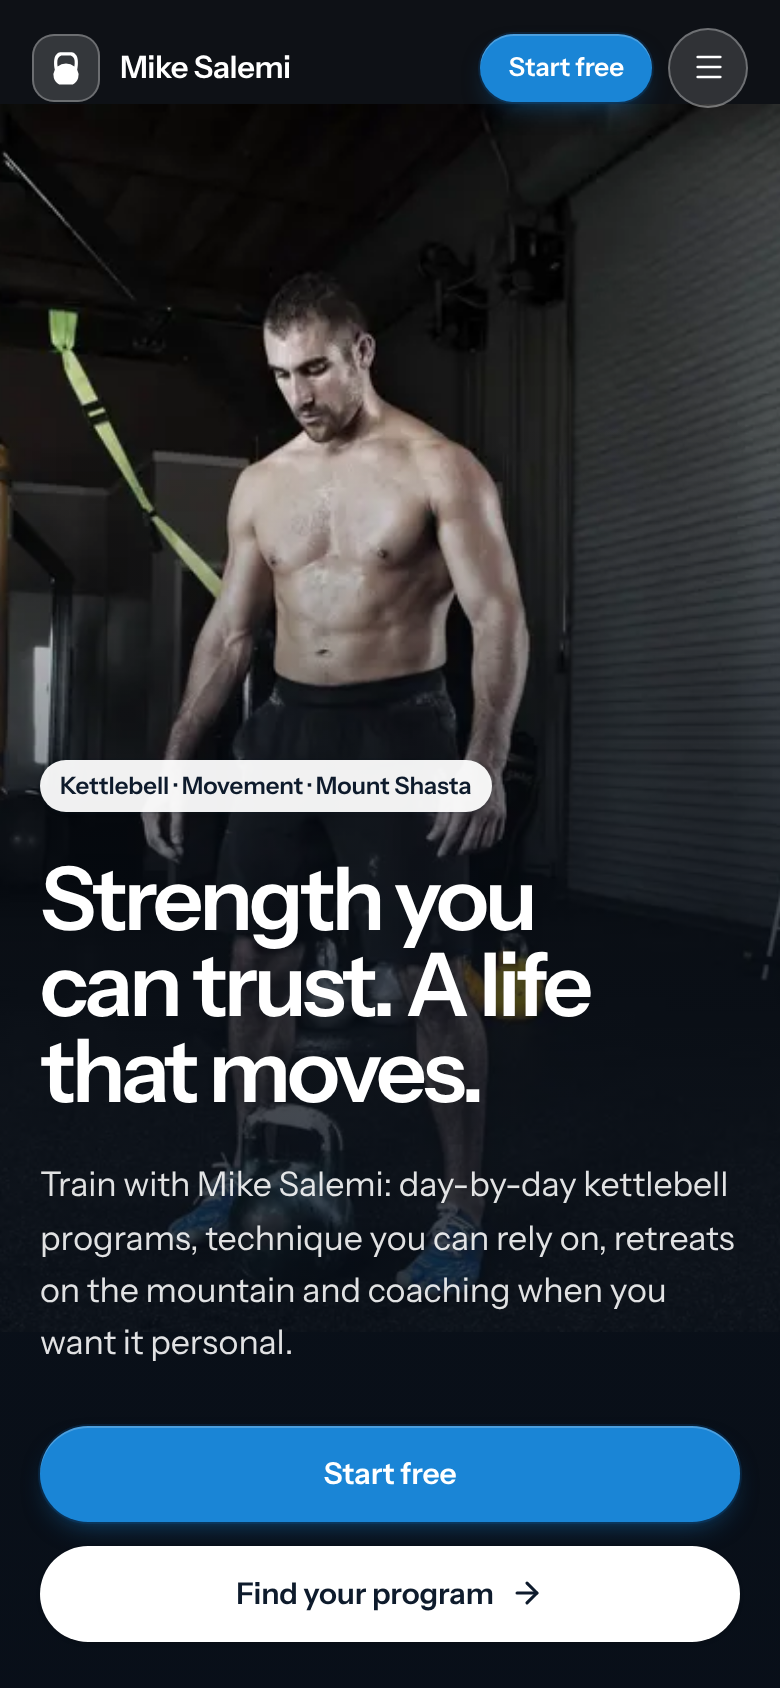 Mike Salemi
Start free
Kettlebell · Movement · Mount Shasta
Strength you
can trust. A life
that moves.
Train with Mike Salemi: day-by-day kettlebell
programs, technique you can rely on, retreats
on the mountain and coaching when you
want it personal.
Start free
Find your program →